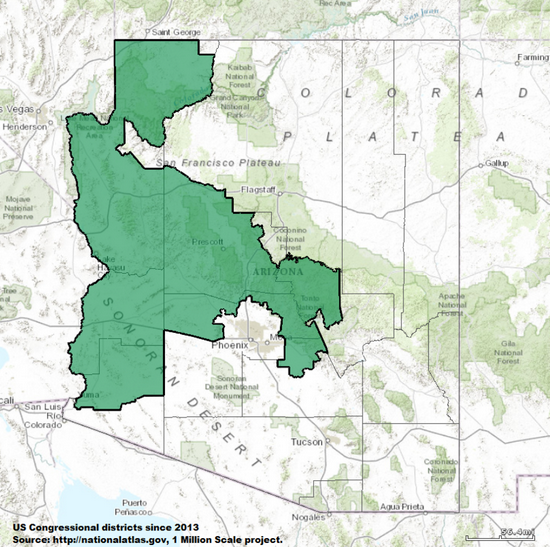 Rec Area
Saint George
San Juan
Rec Area
Kaibab
National
Forest
Farming
Grand Canyon
National
Park
COLORAD
Las Vegas
Henderson
Recreation
Area
PLATEA
San Francisco Plateau
Gallup
Flagstaff
Mojave
National
Preserve
Coconino
National
Forest
Prescott
Lake
Havasu
ARIZONA
Tonto
National
Apache
National
Forest
Gila
National
Forest
Phoenix
SONORAN DESERT
Sonoran
Desert National
Monument
San Luis
Rio
Colorado
Tucson
Coronado
National
Forest
Puerto
Peñasco
Nogales
Agua Prieta
US Congressional districts since 2013
Source: http://nationalatlas.gov, 1 Million Scale project.
56.4mi